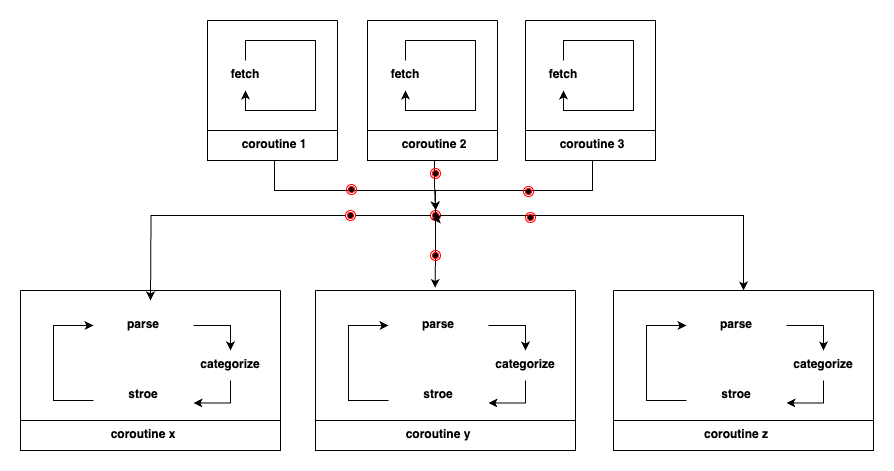 fetch
fetch
fetch
coroutine 1
coroutine 2
coroutine 3
parse
parse
parse
categorize
categorize
categorize
stroe
stroe
stroe
coroutine x
coroutine y
coroutine z